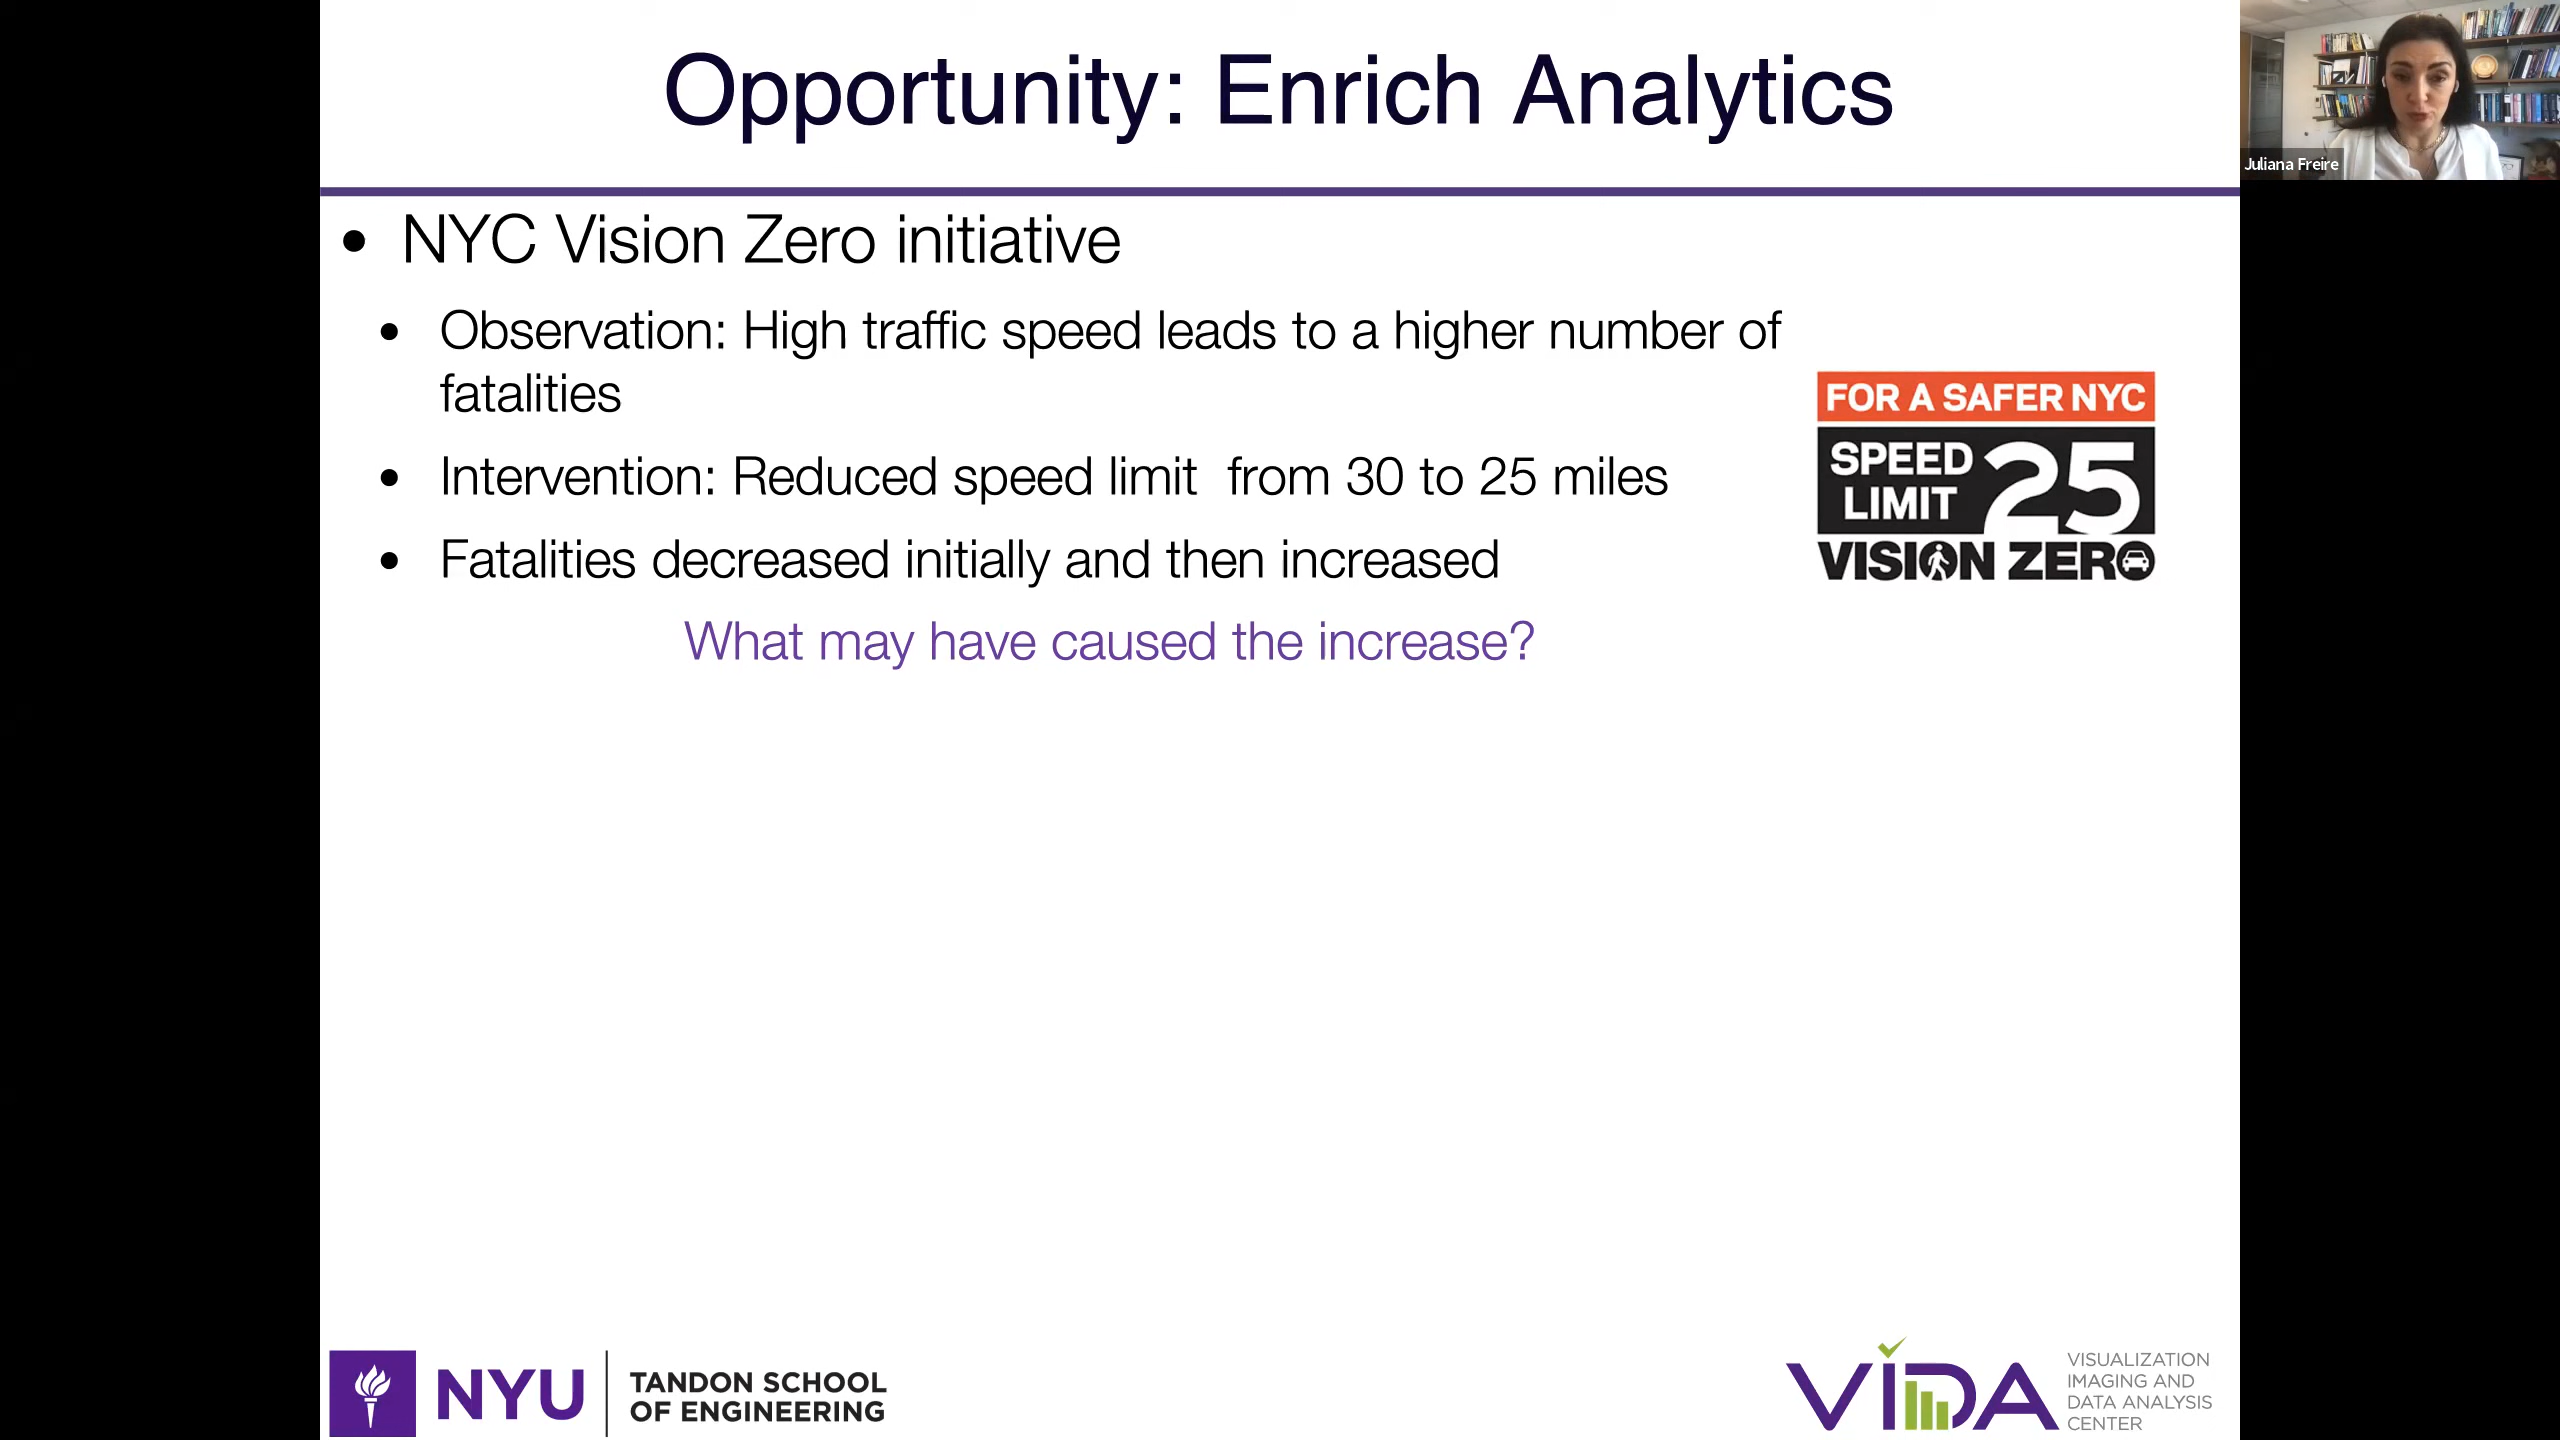 Opportunity: Enrich Analytics
Juliana Freire
• NYC Vision Zero initiative
• Observation: High traffic speed leads to a higher number of
fatalities
• Intervention: Reduced speed limit from 30 to 25 miles
• Fatalities decreased initially and then increased
What may have caused the increase?
FOR A SAFER NYC
SPEED
LIMIT 25
VISION ZERO
NYU
TANDON SCHOOL
OF ENGINEERING
VIDA
VISUALIZATION
IMAGING AND
DATA ANALYSIS
CENTER